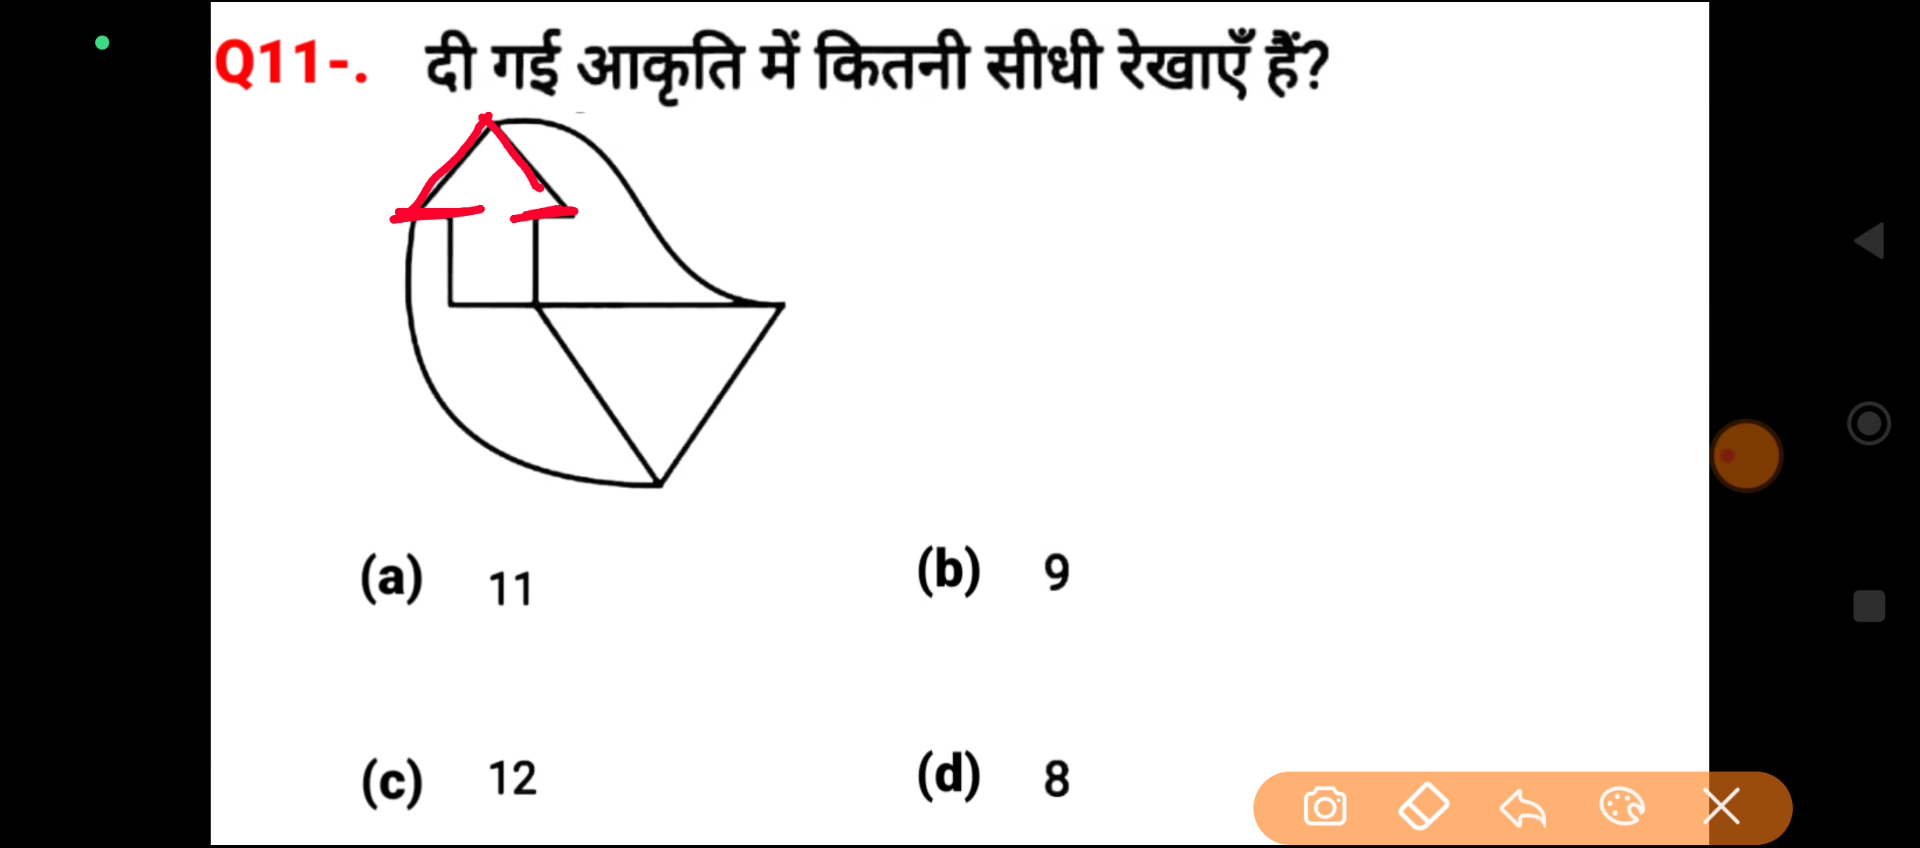 Q11-. दी गई आकृति में कितनी सीधी रेखाएँ हैं?
(a) 11 (b) 9
(c) 12 (d) 8